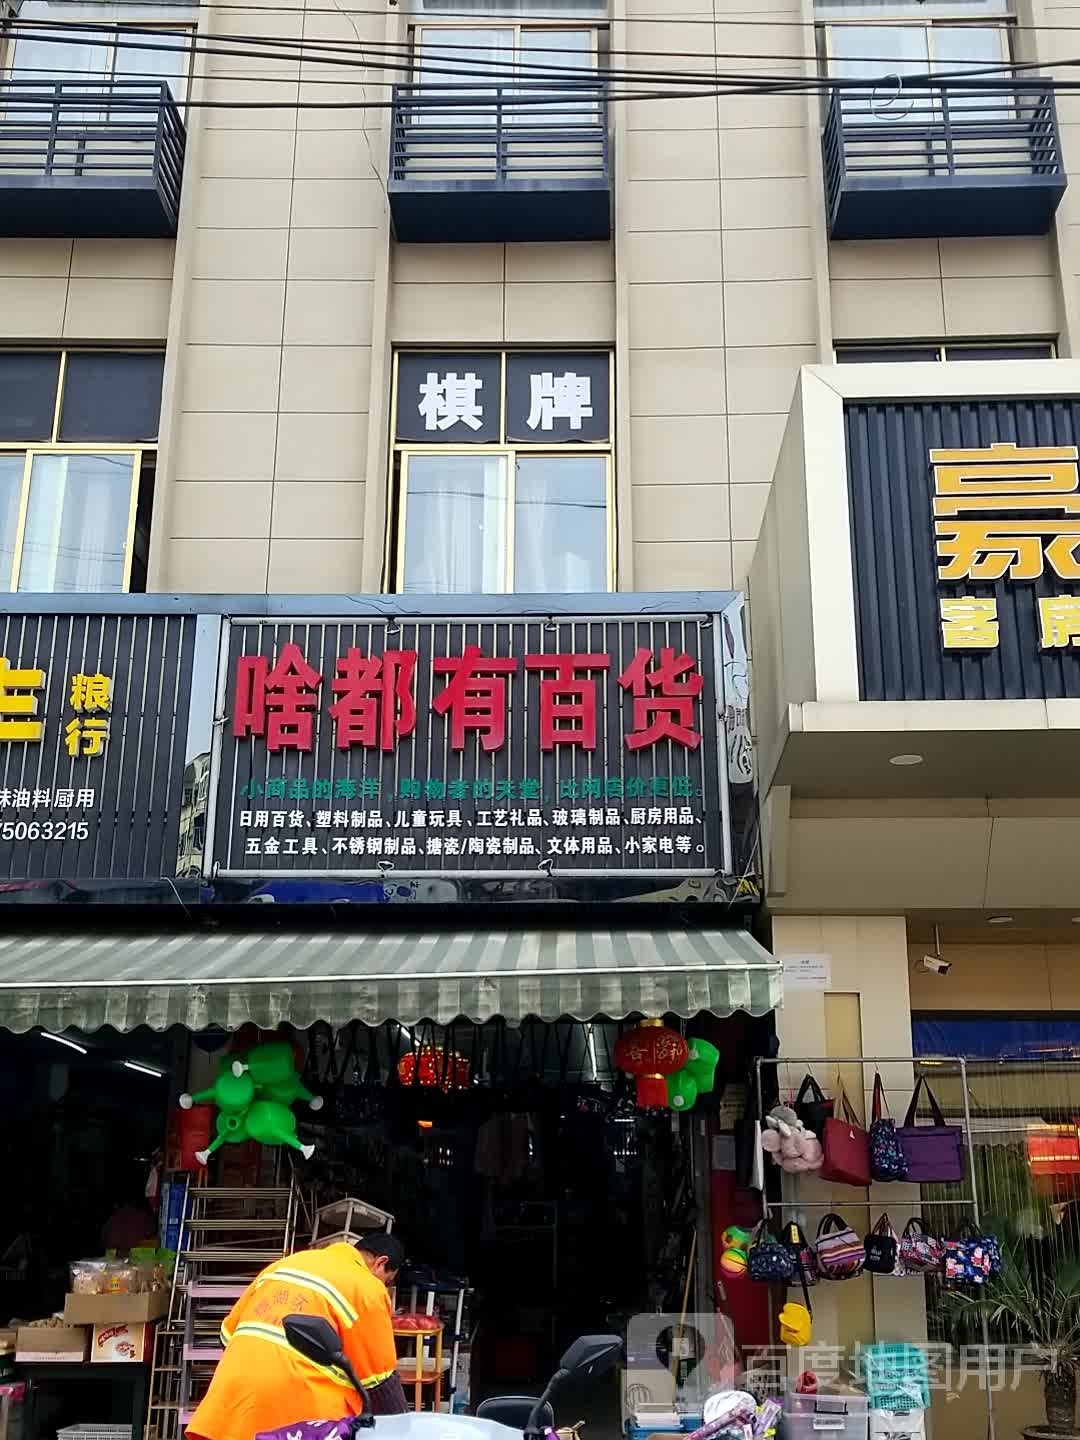 棋牌
豪
客房
粮行
味油料厨用
75063215
啥都有百货
小商品的海洋，购物者的天堂，比网店价更低。
日用百货、塑料制品、儿童玩具、工艺礼品、玻璃制品、厨房用品、
五金工具、不锈钢制品、搪瓷/陶瓷制品、文体用品、小家电等。
百度地图用户